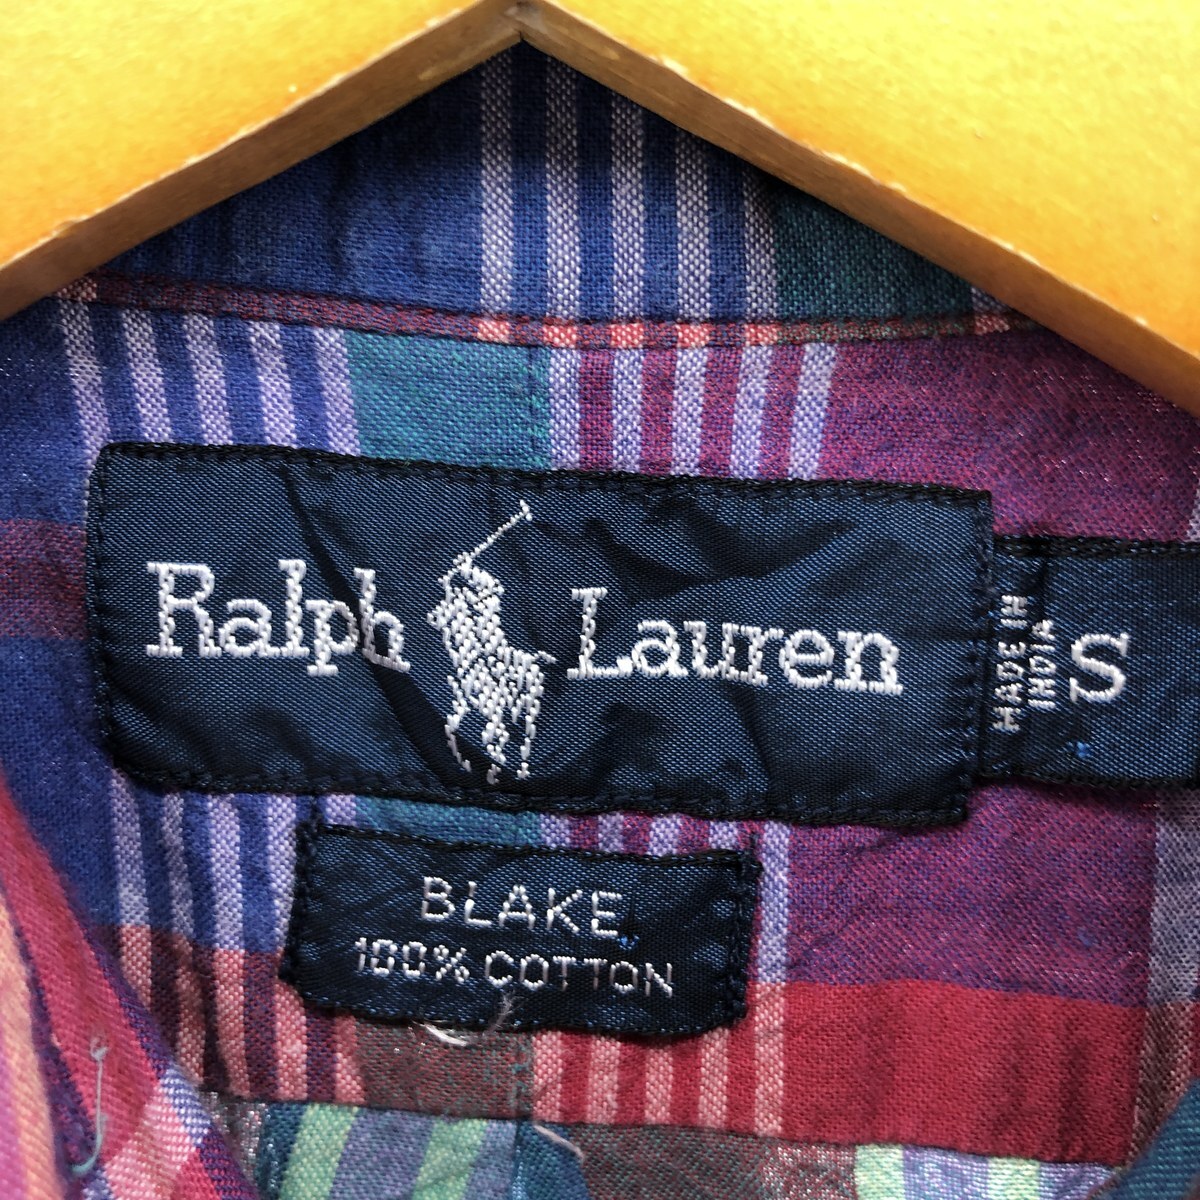 Ralph Lauren
MADE IN
INDIA
S
BLAKE
100% COTTON